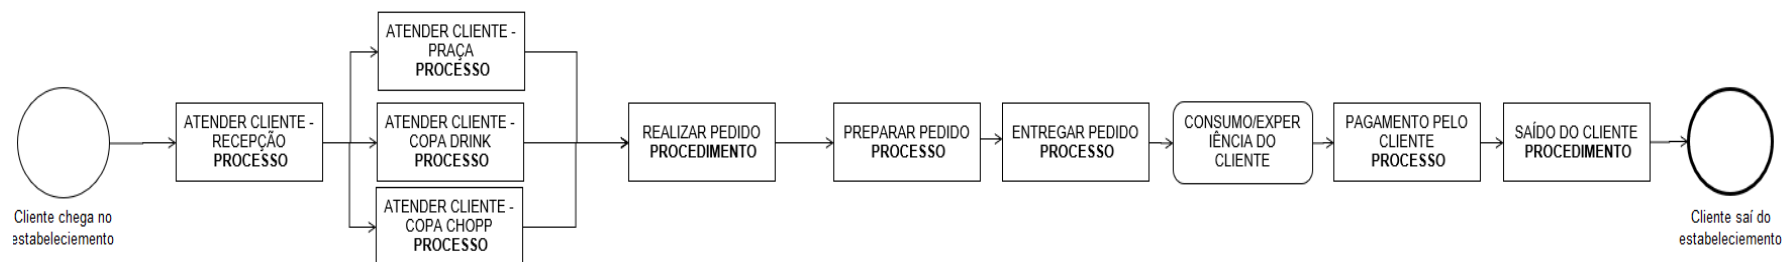 Cliente chega no
estabeleciemento
ATENDER CLIENTE -
RECEPÇÃO
PROCESSO
ATENDER CLIENTE -
PRAÇA
PROCESSO
ATENDER CLIENTE -
COPA DRINK
PROCESSO
ATENDER CLIENTE -
COPA CHOPP
PROCESSO
REALIZAR PEDIDO
PROCEDIMENTO
PREPARAR PEDIDO
PROCESSO
ENTREGAR PEDIDO
PROCESSO
CONSUMO/EXPER
IÊNCIA DO
CLIENTE
PAGAMENTO PELO
CLIENTE
PROCESSO
SAÍDO DO CLIENTE
PROCEDIMENTO
Cliente saí do
estabeleciemento